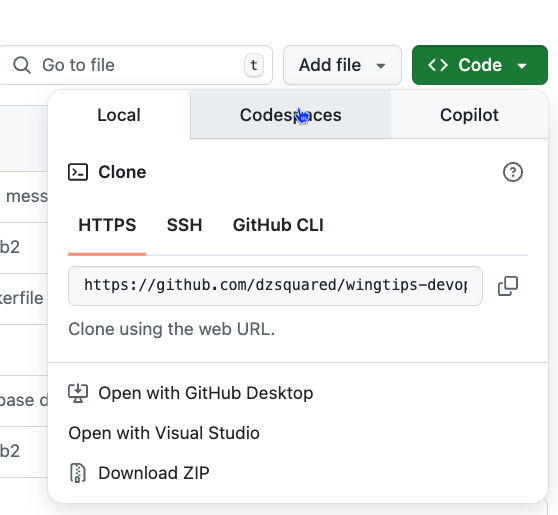 Go to file t Add file Code
Local Codespaces Copilot
Clone
mess
HTTPS SSH GitHub CLI
b2
https://github.com/dzsquared/wingtips-devop
kerfile
Clone using the web URL.
Open with GitHub Desktop
base d
Open with Visual Studio
b2
Download ZIP